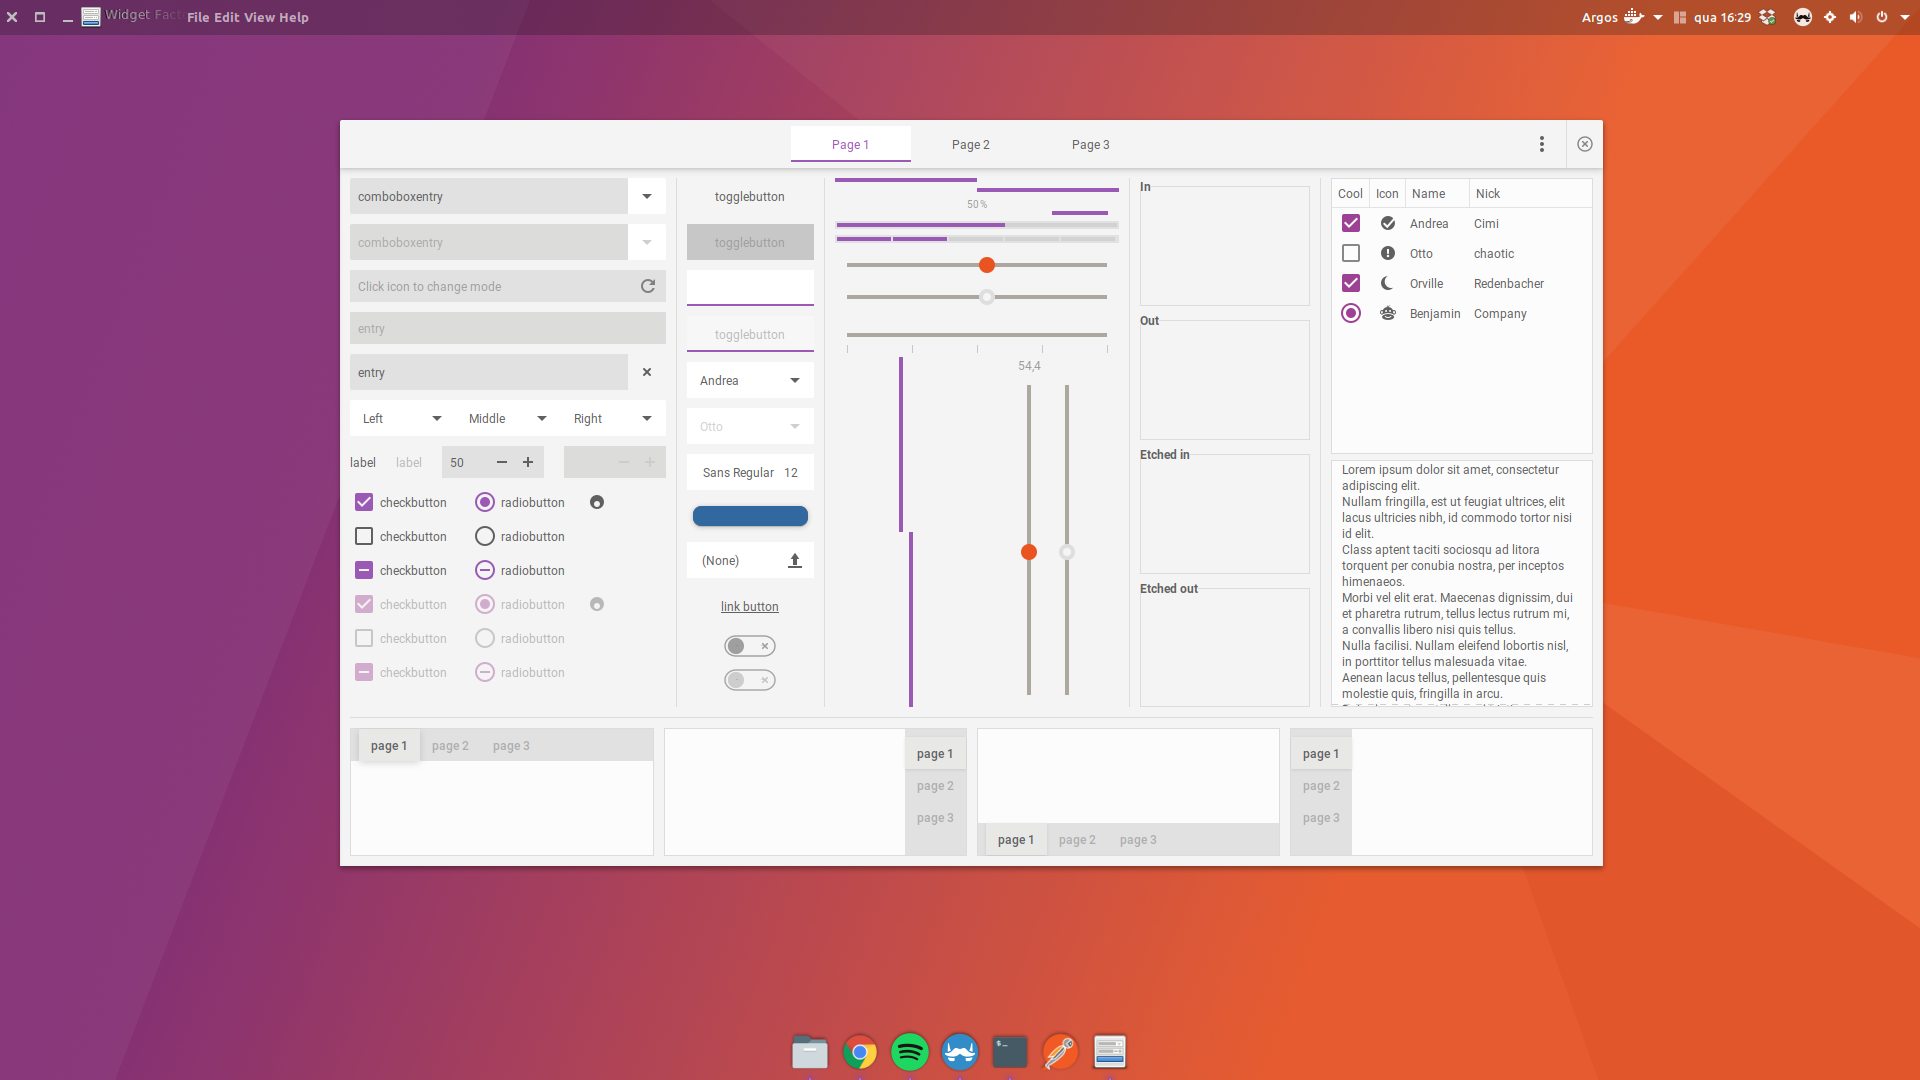 Widget Fac
File Edit View Help
Argos
qua 16:29
Page 1
Page 2
Page 3
comboboxentry
comboboxentry
Click icon to change mode
entry
entry
Left
Middle
Right
label
label
50
checkbutton
radiobutton
checkbutton
radiobutton
checkbutton
radiobutton
checkbutton
radiobutton
checkbutton
radiobutton
checkbutton
radiobutton
togglebutton
togglebutton
togglebutton
Andrea
Otto
Sans Regular 12
(None)
link button
50 %
54,4
In
Out
Etched in
Etched out
Cool Icon Name Nick
Andrea Cimi
Otto chaotic
Orville Redenbacher
Benjamin Company
Lorem ipsum dolor sit amet, consectetur
adipiscing elit.
Nullam fringilla, est ut feugiat ultrices, elit
lacus ultricies nibh, id commodo tortor nisi
id elit.
Class aptent taciti sociosqu ad litora
torquent per conubia nostra, per inceptos
himenaeos.
Morbi vel elit erat. Maecenas dignissim, dui
et pharetra rutrum, tellus lectus rutrum mi,
a convallis libero nisi quis tellus.
Nulla facilisi. Nullam eleifend lobortis nisl,
in porttitor tellus malesuada vitae.
Aenean lacus tellus, pellentesque quis
molestie quis, fringilla in arcu.
page 1
page 2
page 3
page 1
page 2
page 3
page 1
page 2
page 3
page 1
page 2
page 3
$_